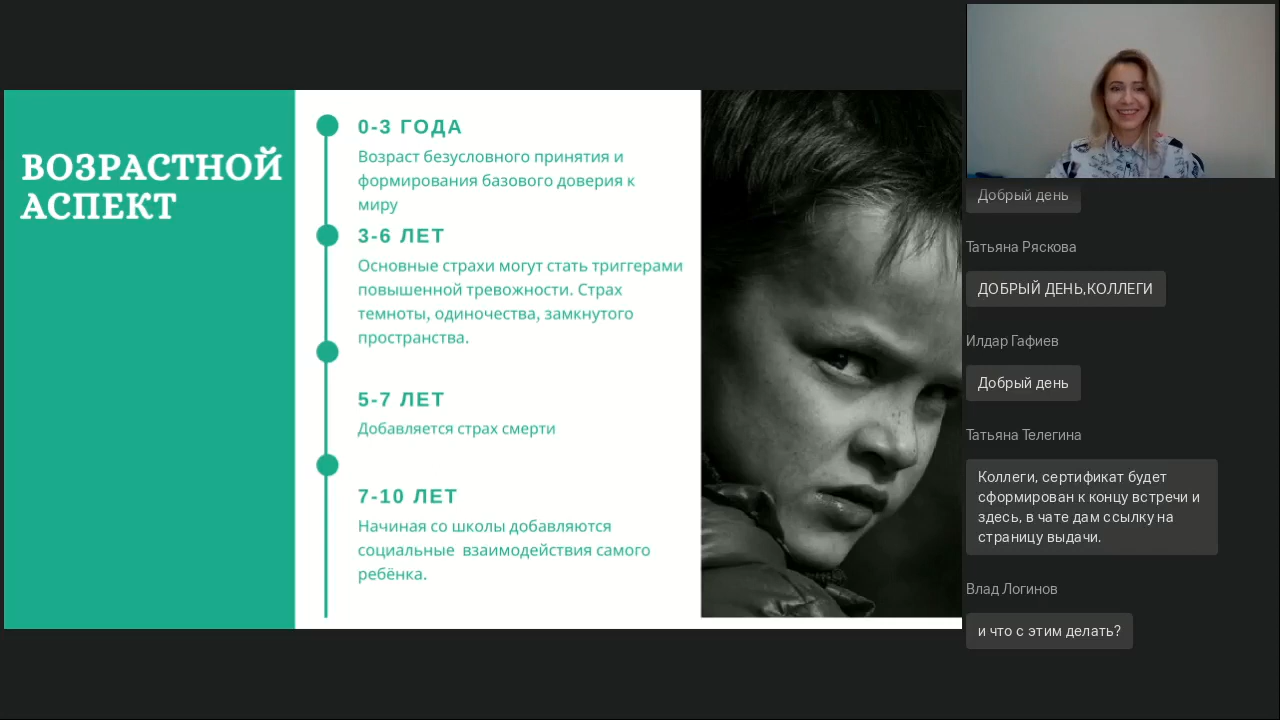 ВОЗРАСТНОЙ
АСПЕКТ
0-3 ГОДА
Возраст безусловного принятия и
формирования базового доверия к
миру
3-6 ЛЕТ
Основные страхи могут стать триггерами
повышенной тревожности. Страх
темноты, одиночества, замкнутого
пространства.
5-7 ЛЕТ
Добавляется страх смерти
7-10 ЛЕТ
Начиная со школы добавляются
социальные взаимодействия самого
ребёнка.
Добрый день
Татьяна Ряскова
ДОБРЫЙ ДЕНЬ,КОЛЛЕГИ
Илдар Гафиев
Добрый день
Татьяна Телегина
Коллеги, сертификат будет
сформирован к концу встречи и
здесь, в чате дам ссылку на
страницу выдачи.
Влад Логинов
и что с этим делать?